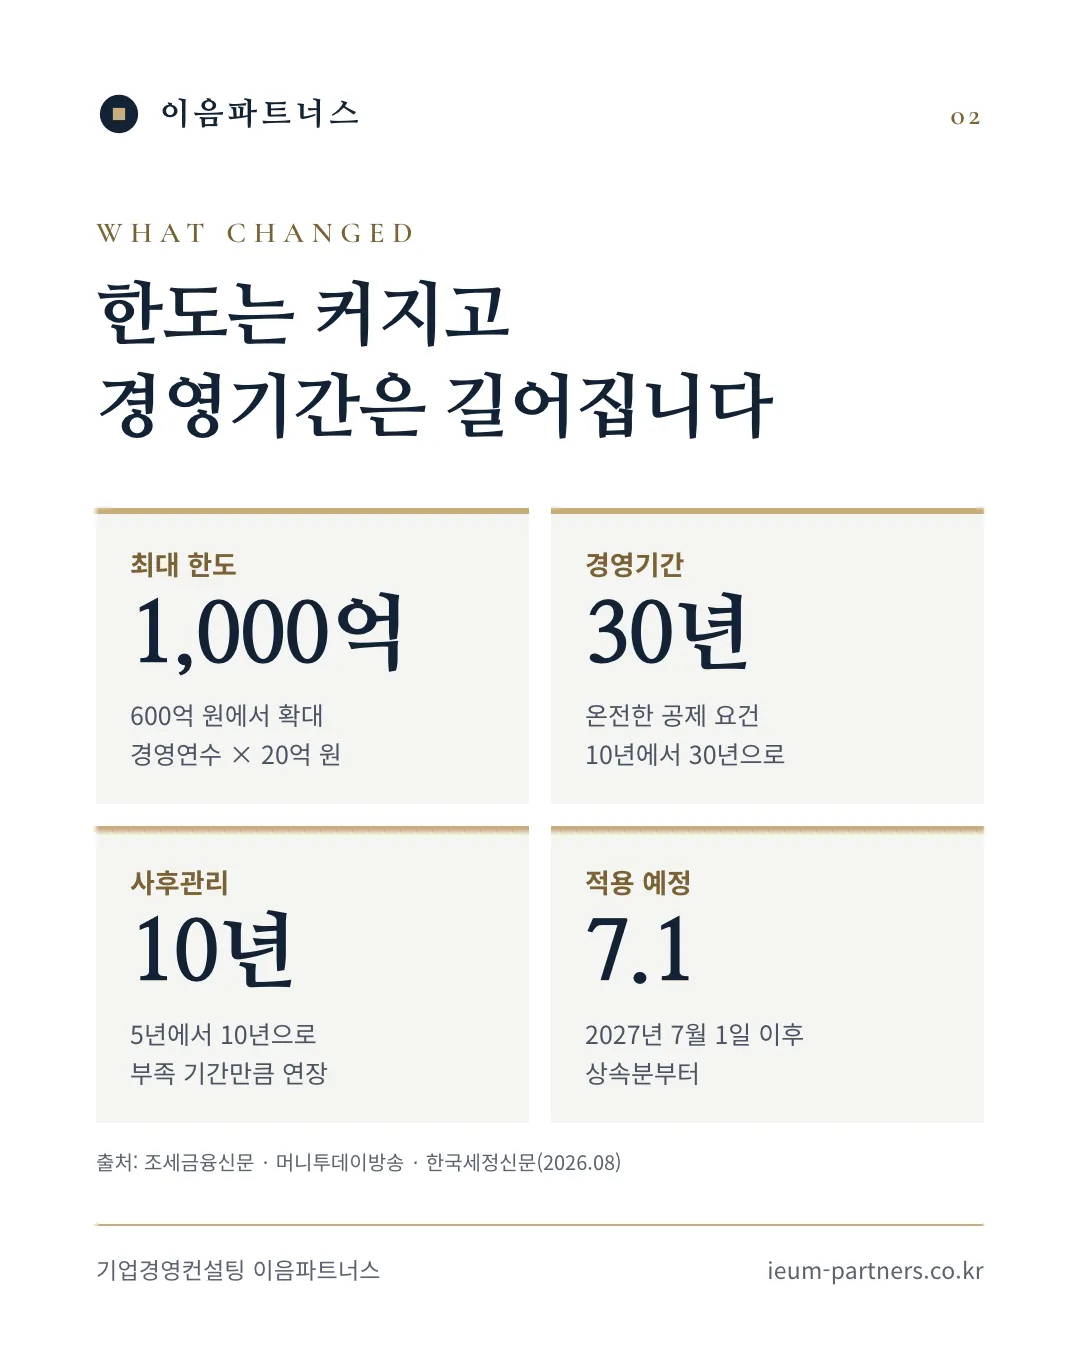 이음파트너스
02
WHAT CHANGED
한도는 커지고
경영기간은 길어집니다
최대 한도
1,000억
600억 원에서 확대
경영연수 × 20억 원
경영기간
30년
온전한 공제 요건
10년에서 30년으로
사후관리
10년
5년에서 10년으로
부족 기간만큼 연장
적용 예정
7.1
2027년 7월 1일 이후
상속분부터
출처: 조세금융신문 · 머니투데이방송 · 한국세정신문(2026.08)
기업경영컨설팅 이음파트너스
ieum-partners.co.kr